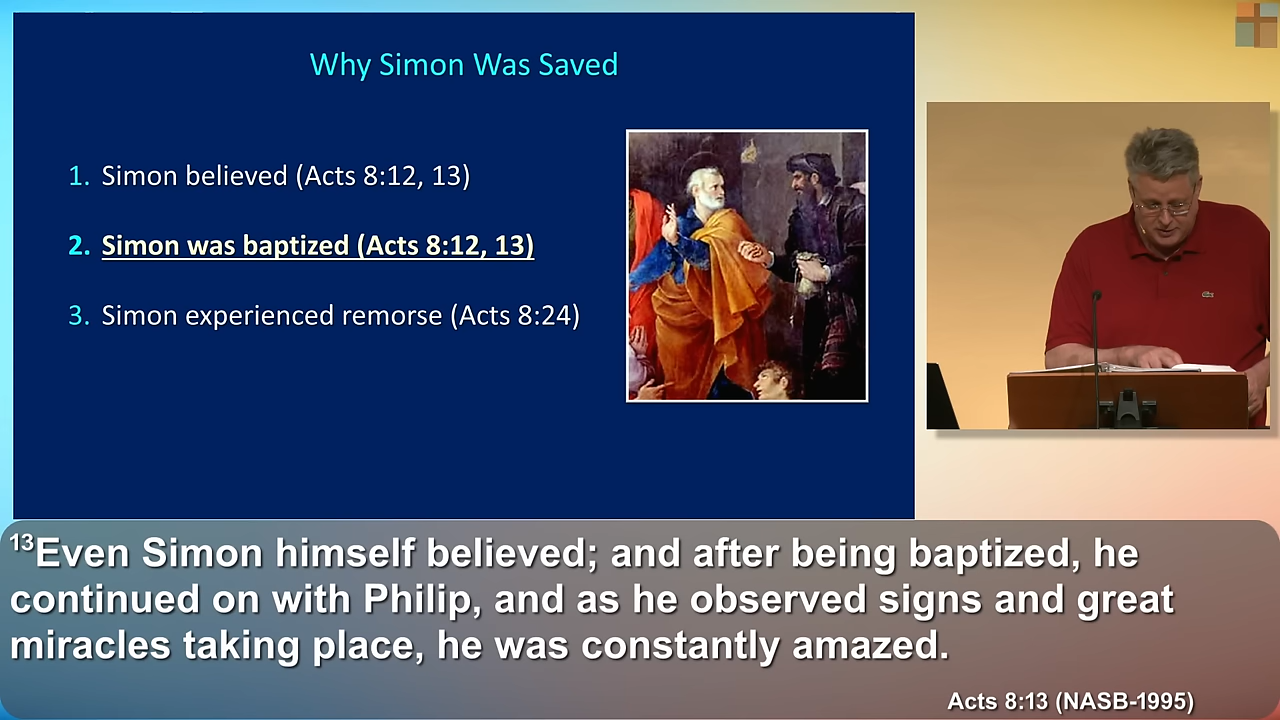 Why Simon Was Saved
1. Simon believed (Acts 8:12, 13)
2. Simon was baptized (Acts 8:12, 13)
3. Simon experienced remorse (Acts 8:24)
13Even Simon himself believed; and after being baptized, he
continued on with Philip, and as he observed signs and great
miracles taking place, he was constantly amazed.
Acts 8:13 (NASB-1995)